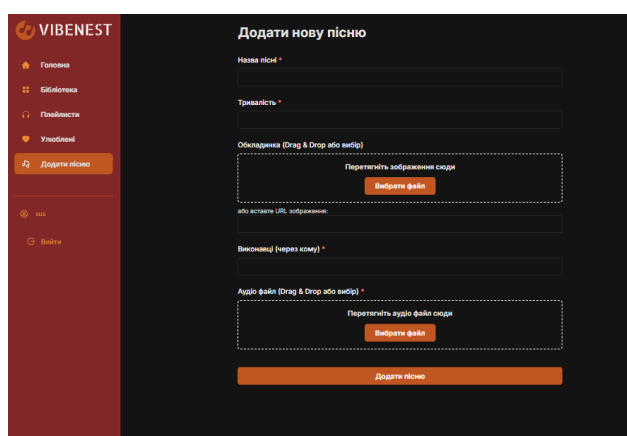 VIBENEST
Головна
Бібліотека
Плейлисти
Улюблені
Додати пісню
sus
Вийти
Додати нову пісню
Назва пісні *
Тривалість *
Обкладинка (Drag & Drop або вибір)
Перетягніть зображення сюди
Вибрати файл
або вставте URL зображення:
Виконавці (через кому) *
Аудіо файл (Drag & Drop або вибір) *
Перетягніть аудіо файл сюди
Вибрати файл
Додати пісню